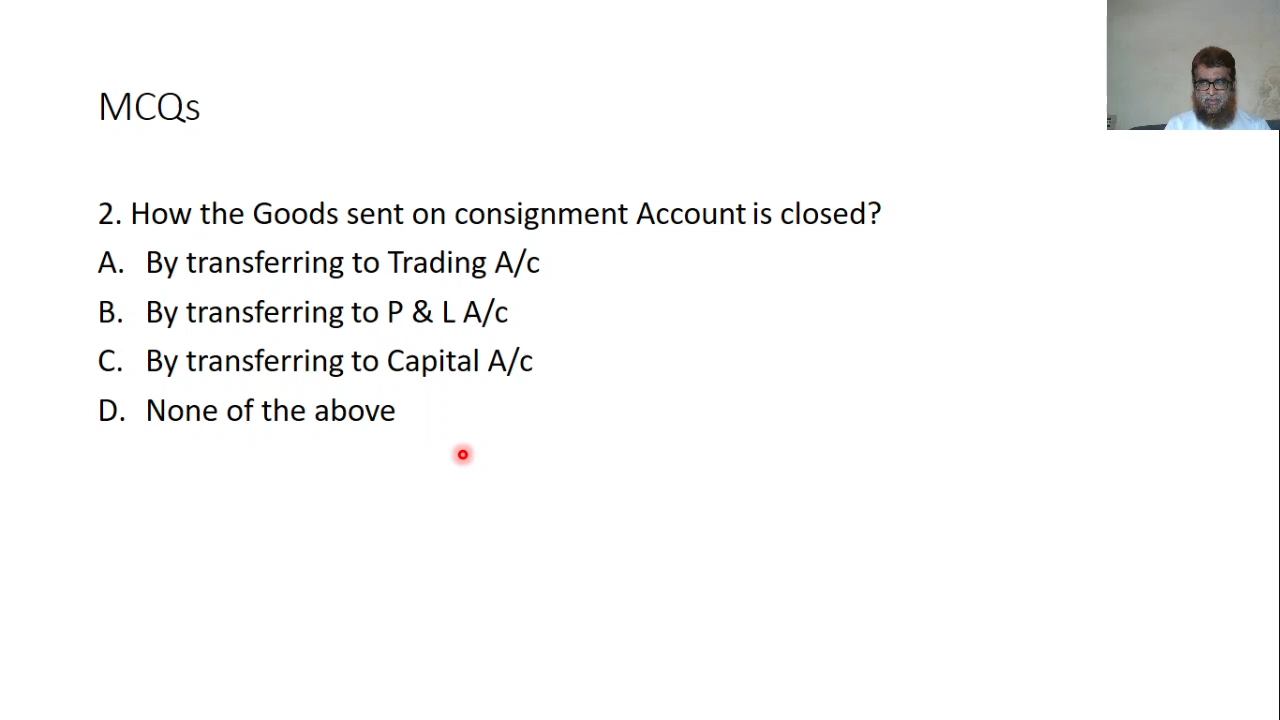 MCQs
2. How the Goods sent on consignment Account is closed?
A. By transferring to Trading A/c
B. By transferring to P & L A/c
C. By transferring to Capital A/c
D. None of the above